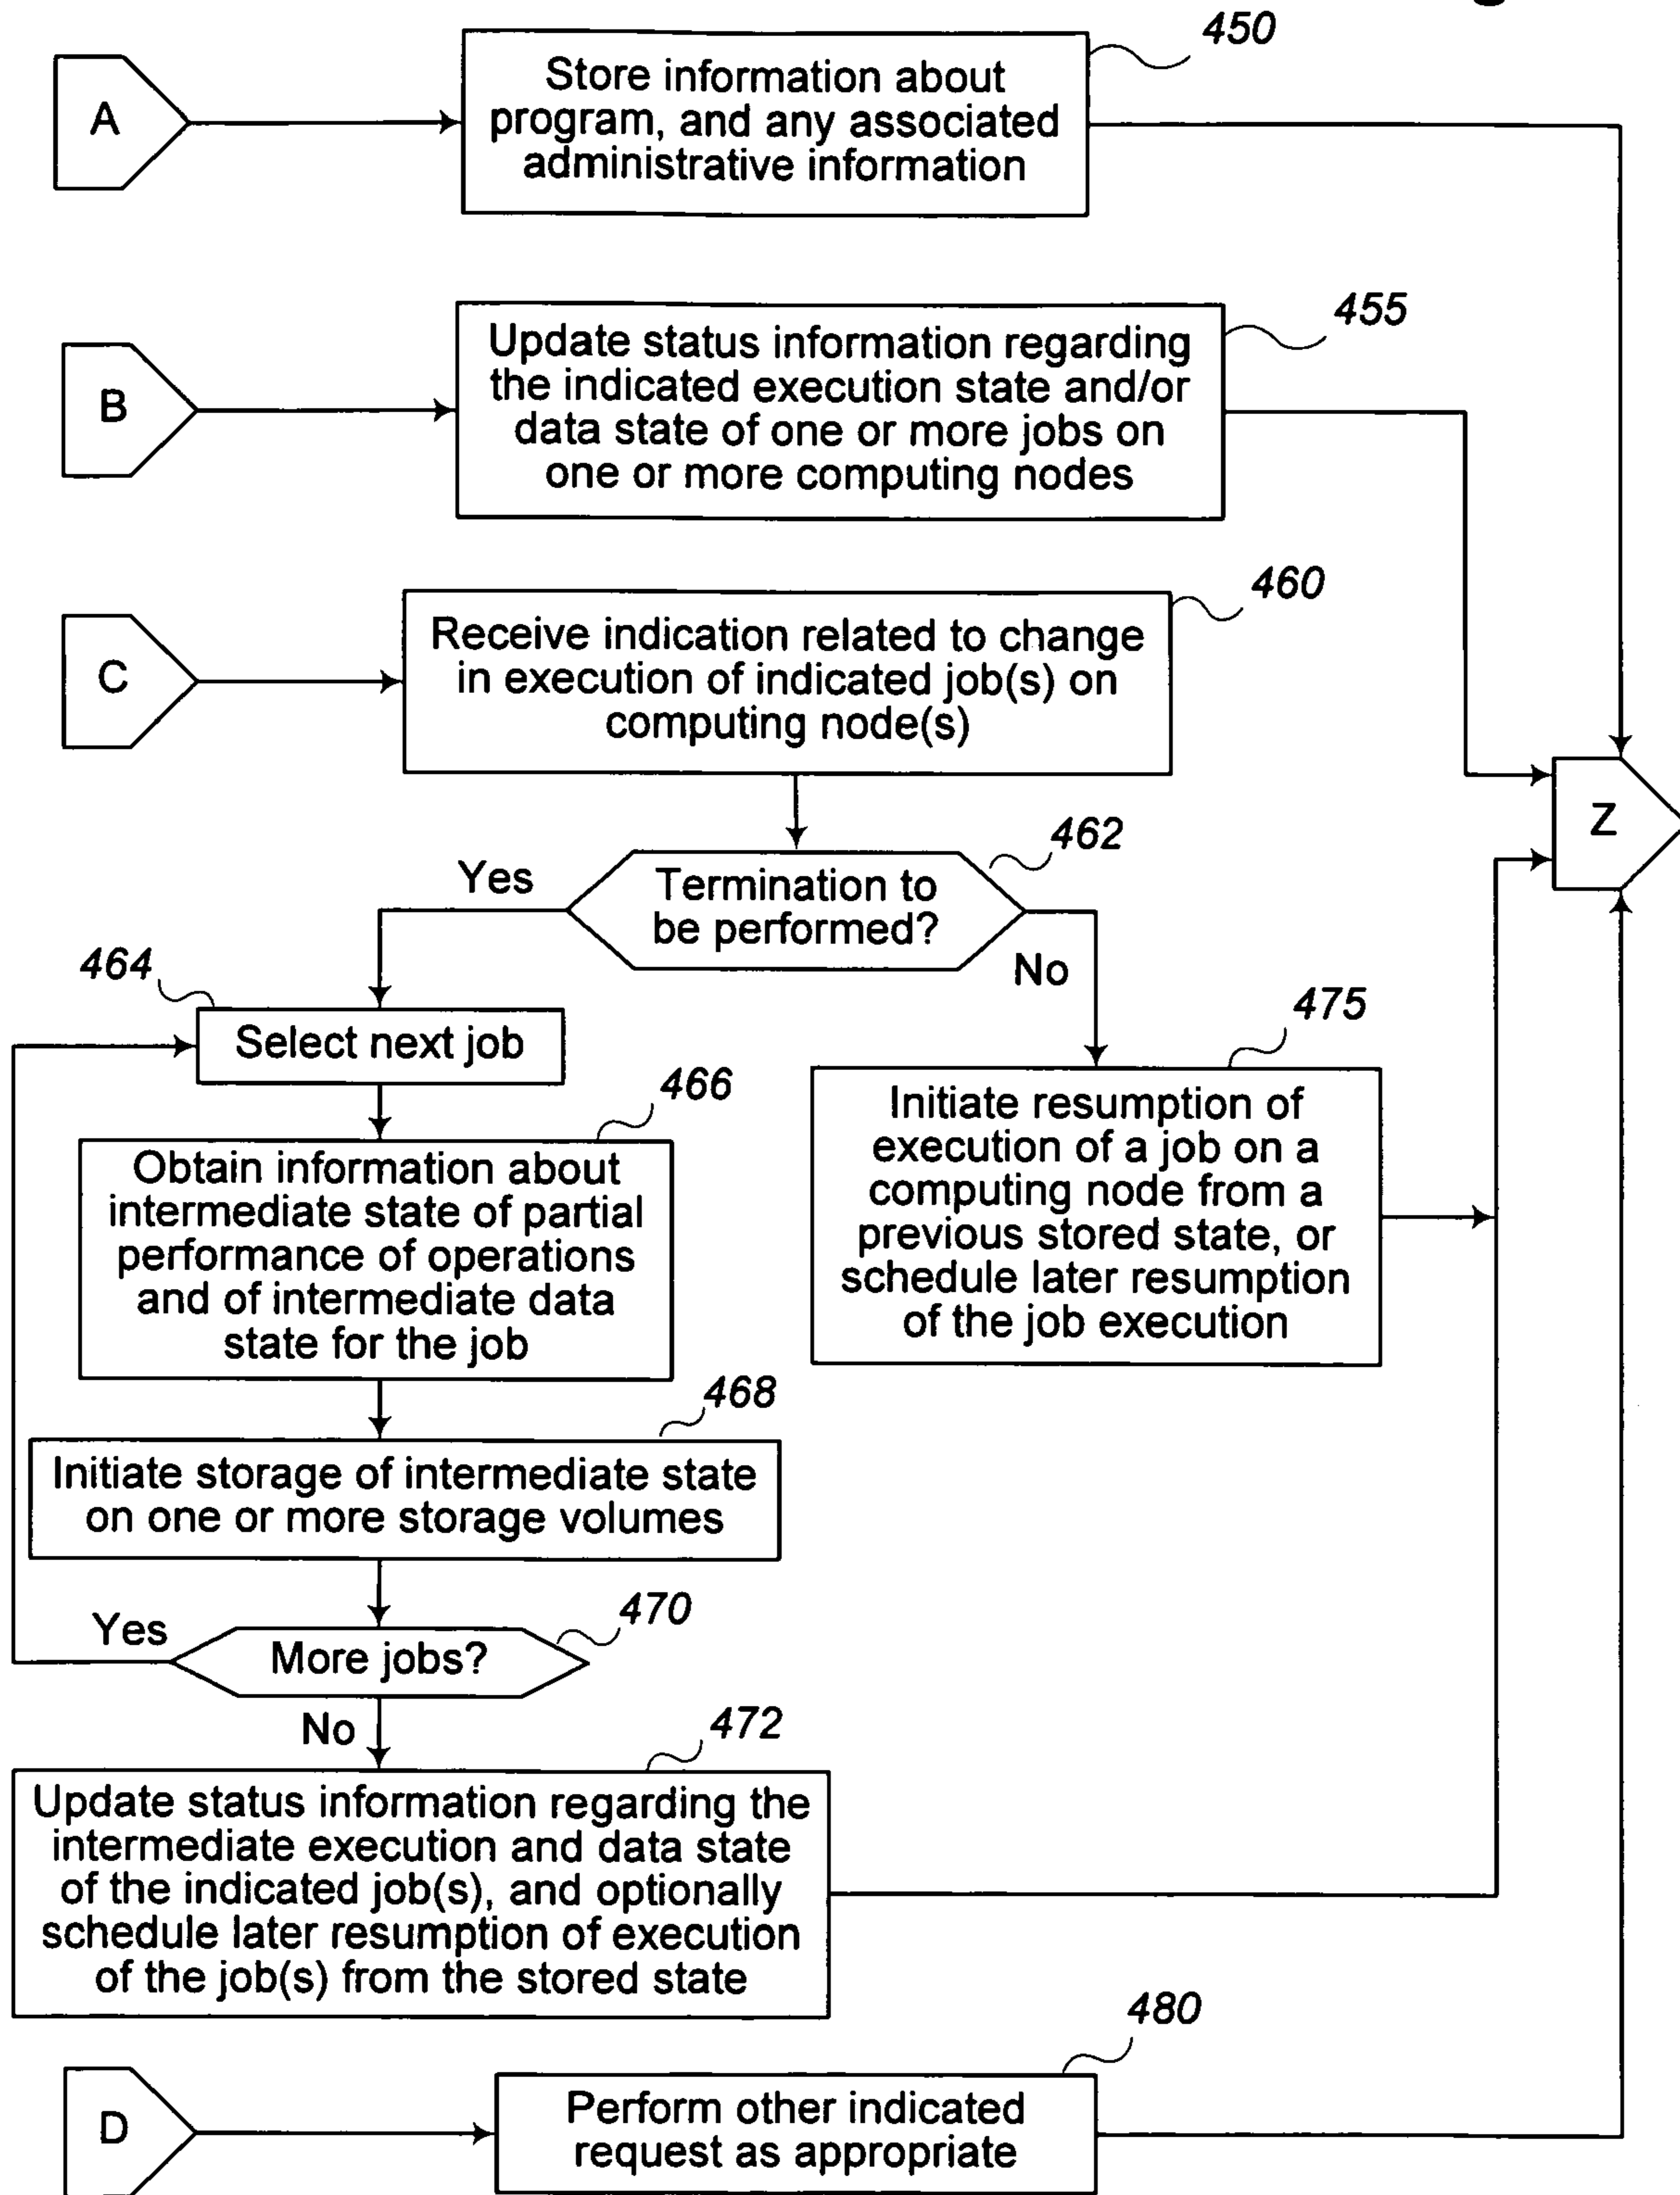 450
A
Store information about
program, and any associated
administrative information
455
B
Update status information regarding
the indicated execution state and/or
data state of one or more jobs on
one or more computing nodes
460
C
Receive indication related to change
in execution of indicated job(s) on
computing node(s)
Z
462
Yes
Termination to
be performed?
No
464
Select next job
475
466
Initiate resumption of
execution of a job on a
computing node from a
previous stored state, or
schedule later resumption
of the job execution
Obtain information about
intermediate state of partial
performance of operations
and of intermediate data
state for the job
468
Initiate storage of intermediate state
on one or more storage volumes
470
Yes
More jobs?
No
472
Update status information regarding the
intermediate execution and data state
of the indicated job(s), and optionally
schedule later resumption of execution
of the job(s) from the stored state
480
D
Perform other indicated
request as appropriate